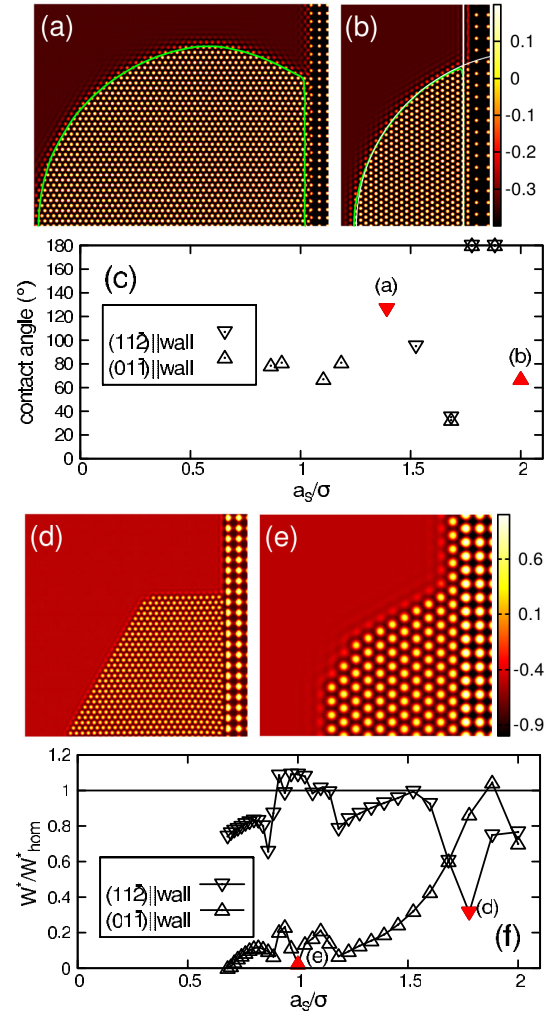 (a)
(b)
0.1
0
-0.1
-0.2
-0.3
180
160
140
120
100
80
60
40
20
0
contact angle (°)
(c)
(112̄)||wall
(011̄)||wall
(a)
(b)
0
0.5
1
1.5
2
aₛ/σ
(d)
(e)
0.6
0.1
-0.4
-0.9
1.2
1
0.8
0.6
0.4
0.2
0
W*/W*hom
(112̄)||wall
(011̄)||wall
(d)
(e)
(f)
0
0.5
1
1.5
2
aₛ/σ